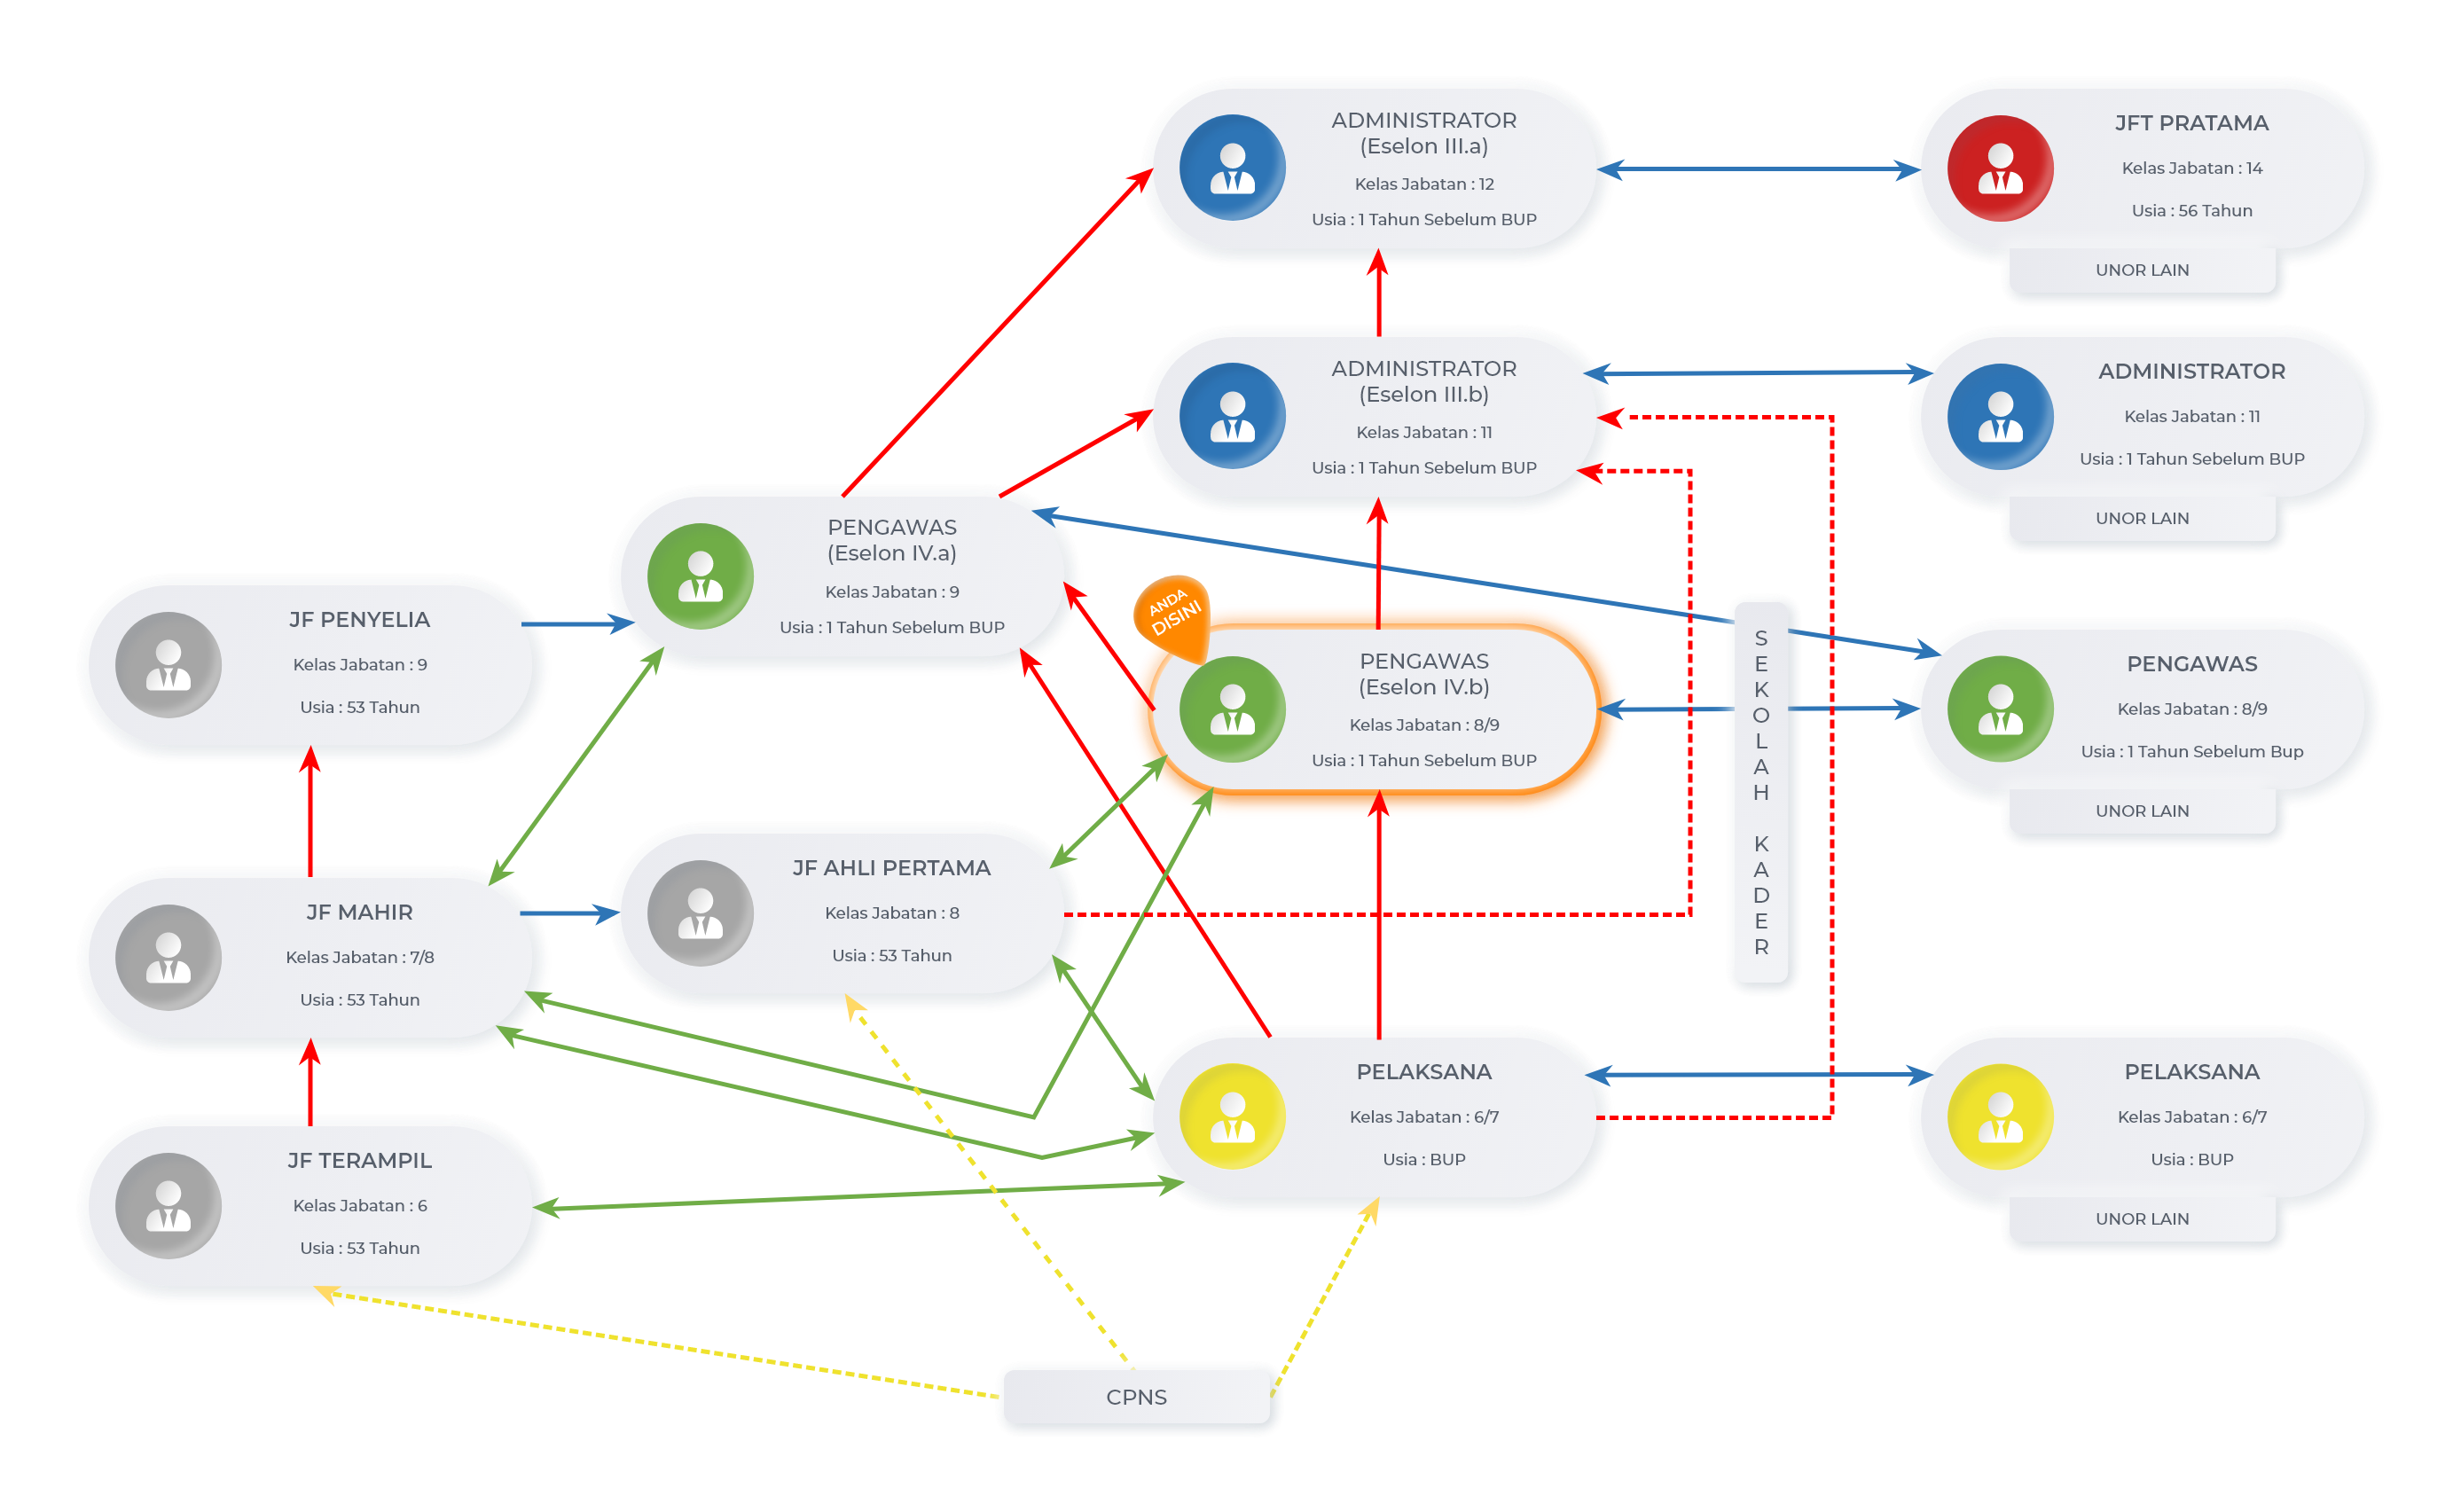 ADMINISTRATOR
(Eselon III.a)
Kelas Jabatan : 12
Usia : 1 Tahun Sebelum BUP
JFT PRATAMA
Kelas Jabatan : 14
Usia : 56 Tahun
UNOR LAIN
ADMINISTRATOR
(Eselon III.b)
Kelas Jabatan : 11
Usia : 1 Tahun Sebelum BUP
ADMINISTRATOR
Kelas Jabatan : 11
Usia : 1 Tahun Sebelum BUP
UNOR LAIN
PENGAWAS
(Eselon IV.a)
Kelas Jabatan : 9
Usia : 1 Tahun Sebelum BUP
JF PENYELIA
Kelas Jabatan : 9
Usia : 53 Tahun
ANDA
DISINI
PENGAWAS
(Eselon IV.b)
Kelas Jabatan : 8/9
Usia : 1 Tahun Sebelum BUP
SEKOLAH KADER
PENGAWAS
Kelas Jabatan : 8/9
Usia : 1 Tahun Sebelum Bup
UNOR LAIN
JF MAHIR
Kelas Jabatan : 7/8
Usia : 53 Tahun
JF AHLI PERTAMA
Kelas Jabatan : 8
Usia : 53 Tahun
PELAKSANA
Kelas Jabatan : 6/7
Usia : BUP
PELAKSANA
Kelas Jabatan : 6/7
Usia : BUP
UNOR LAIN
JF TERAMPIL
Kelas Jabatan : 6
Usia : 53 Tahun
CPNS